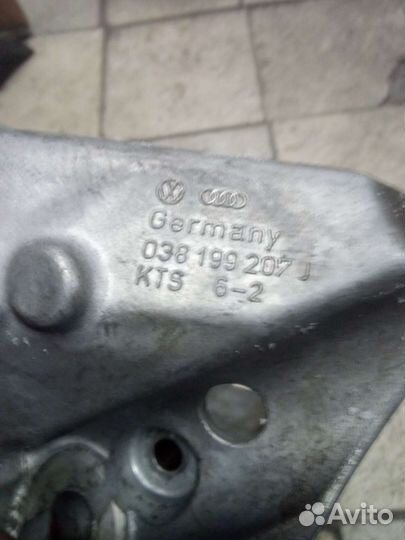 Germany
038 199 207 J
KTS 6-2
Avito